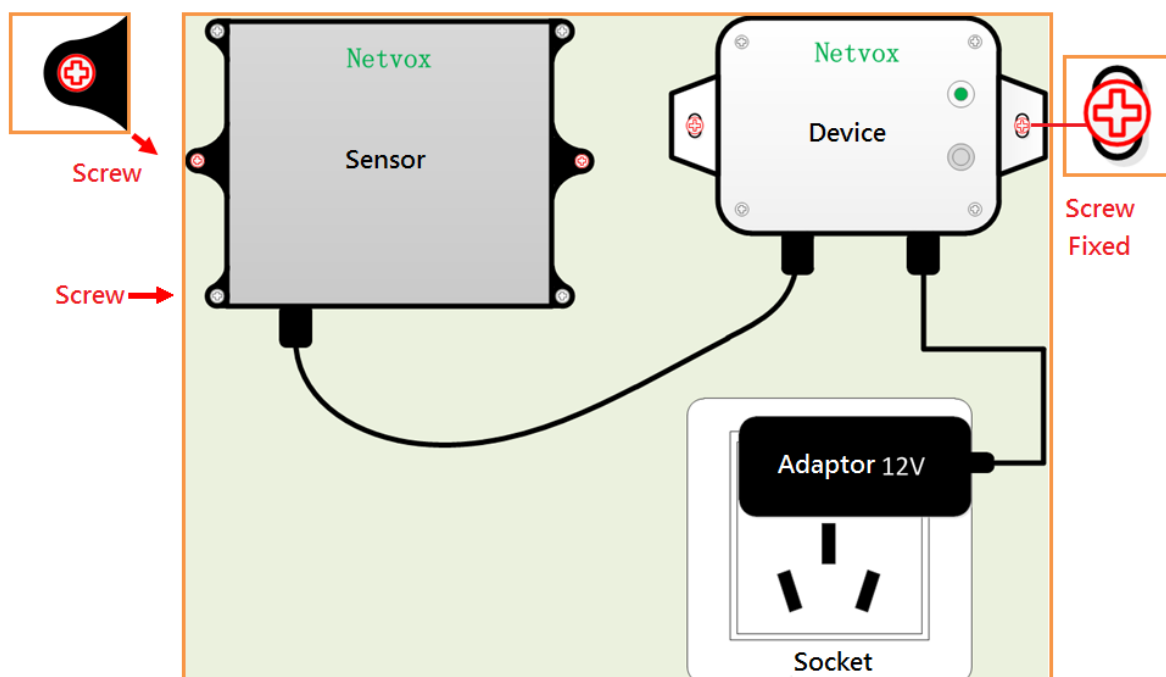 Netvox
Sensor
Netvox
Device
Screw
Screw
Screw
Fixed
Adaptor 12V
Socket